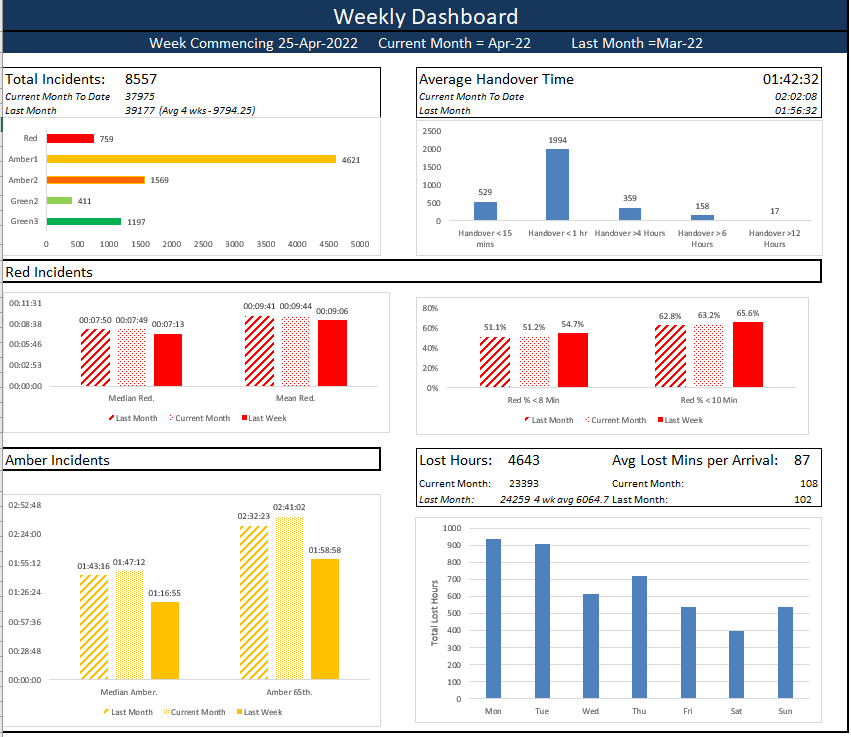 Weekly Dashboard
Week Commencing 25-Apr-2022 Current Month = Apr-22 Last Month =Mar-22
Total Incidents: 8557
Current Month To Date 37975
Last Month 39177 (Avg 4 wks - 9794.25)
Red 759
Amber1 4621
Amber2 1569
Green2 411
Green3 1197
0 500 1000 1500 2000 2500 3000 3500 4000 4500 5000
Average Handover Time 01:42:32
Current Month To Date 02:02:08
Last Month 01:56:32
2500
2000
1500
1000
500
0
529 1994 359 158 17
Handover < 15 mins
Handover < 1 hr
Handover >4 Hours
Handover > 6 Hours
Handover >12 Hours
Red Incidents
00:11:31
00:08:38
00:05:46
00:02:53
00:00:00
00:07:50 00:07:49 00:07:13
00:09:41 00:09:44 00:09:06
Median Red. Mean Red.
Last Month Current Month Last Week
80%
60%
40%
20%
0%
51.1% 51.2% 54.7%
62.8% 63.2% 65.6%
Red % < 8 Min Red % < 10 Min
Last Month Current Month Last Week
Amber Incidents
02:52:48
02:24:00
01:55:12
01:26:24
00:57:36
00:28:48
00:00:00
01:43:16 01:47:12 01:16:55
02:32:23 02:41:02 01:58:58
Median Amber. Amber 65th.
Last Month Current Month Last Week
Lost Hours: 4643 Avg Lost Mins per Arrival: 87
Current Month: 23393 Current Month: 108
Last Month: 24259 4 wk avg 6064.7 Last Month: 102
Total Lost Hours
1000
900
800
700
600
500
400
300
200
100
0
Mon Tue Wed Thu Fri Sat Sun